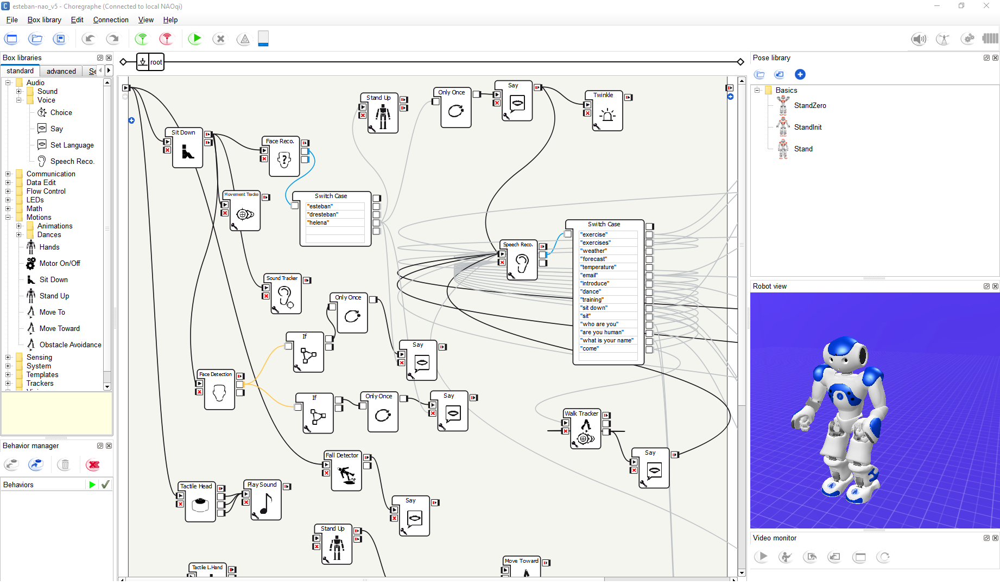 esteban-nao_v5 - Choregraphe (Connected to local NAOqi)
File Box library Edit Connection View Help
Box libraries
standard advanced Se
Audio
Sound
Voice
Choice
Say
Set Language
Speech Reco.
Communication
Data Edit
Flow Control
LEDs
Math
Motions
Animations
Dances
Hands
Motor On/Off
Sit Down
Stand Up
Move To
Move Toward
Obstacle Avoidance
Sensing
System
Templates
Trackers
Behavior manager
Behaviors
root
Stand Up
Only Once
Say
Twinkle
Sit Down
Face Reco.
Movement Tracke
Switch Case
"esteban"
"dresteban"
"helena"
Switch Case
"exercise"
"exercises"
"weather"
"forecast"
"temperature"
"email"
"introduce"
"dance"
"training"
"sit down"
"sit"
"who are you"
"are you human"
"what is your name"
"come"
Speech Reco.
Sound Tracker
Only Once
If
Say
Face Detection
If
Only Once
Say
Walk Tracker
Say
Fall Detector
Tactile Head
Play Sound
Say
Stand Up
Move Toward
Tactile L.Hand
Pose library
Basics
StandZero
StandInit
Stand
Robot view
Video monitor